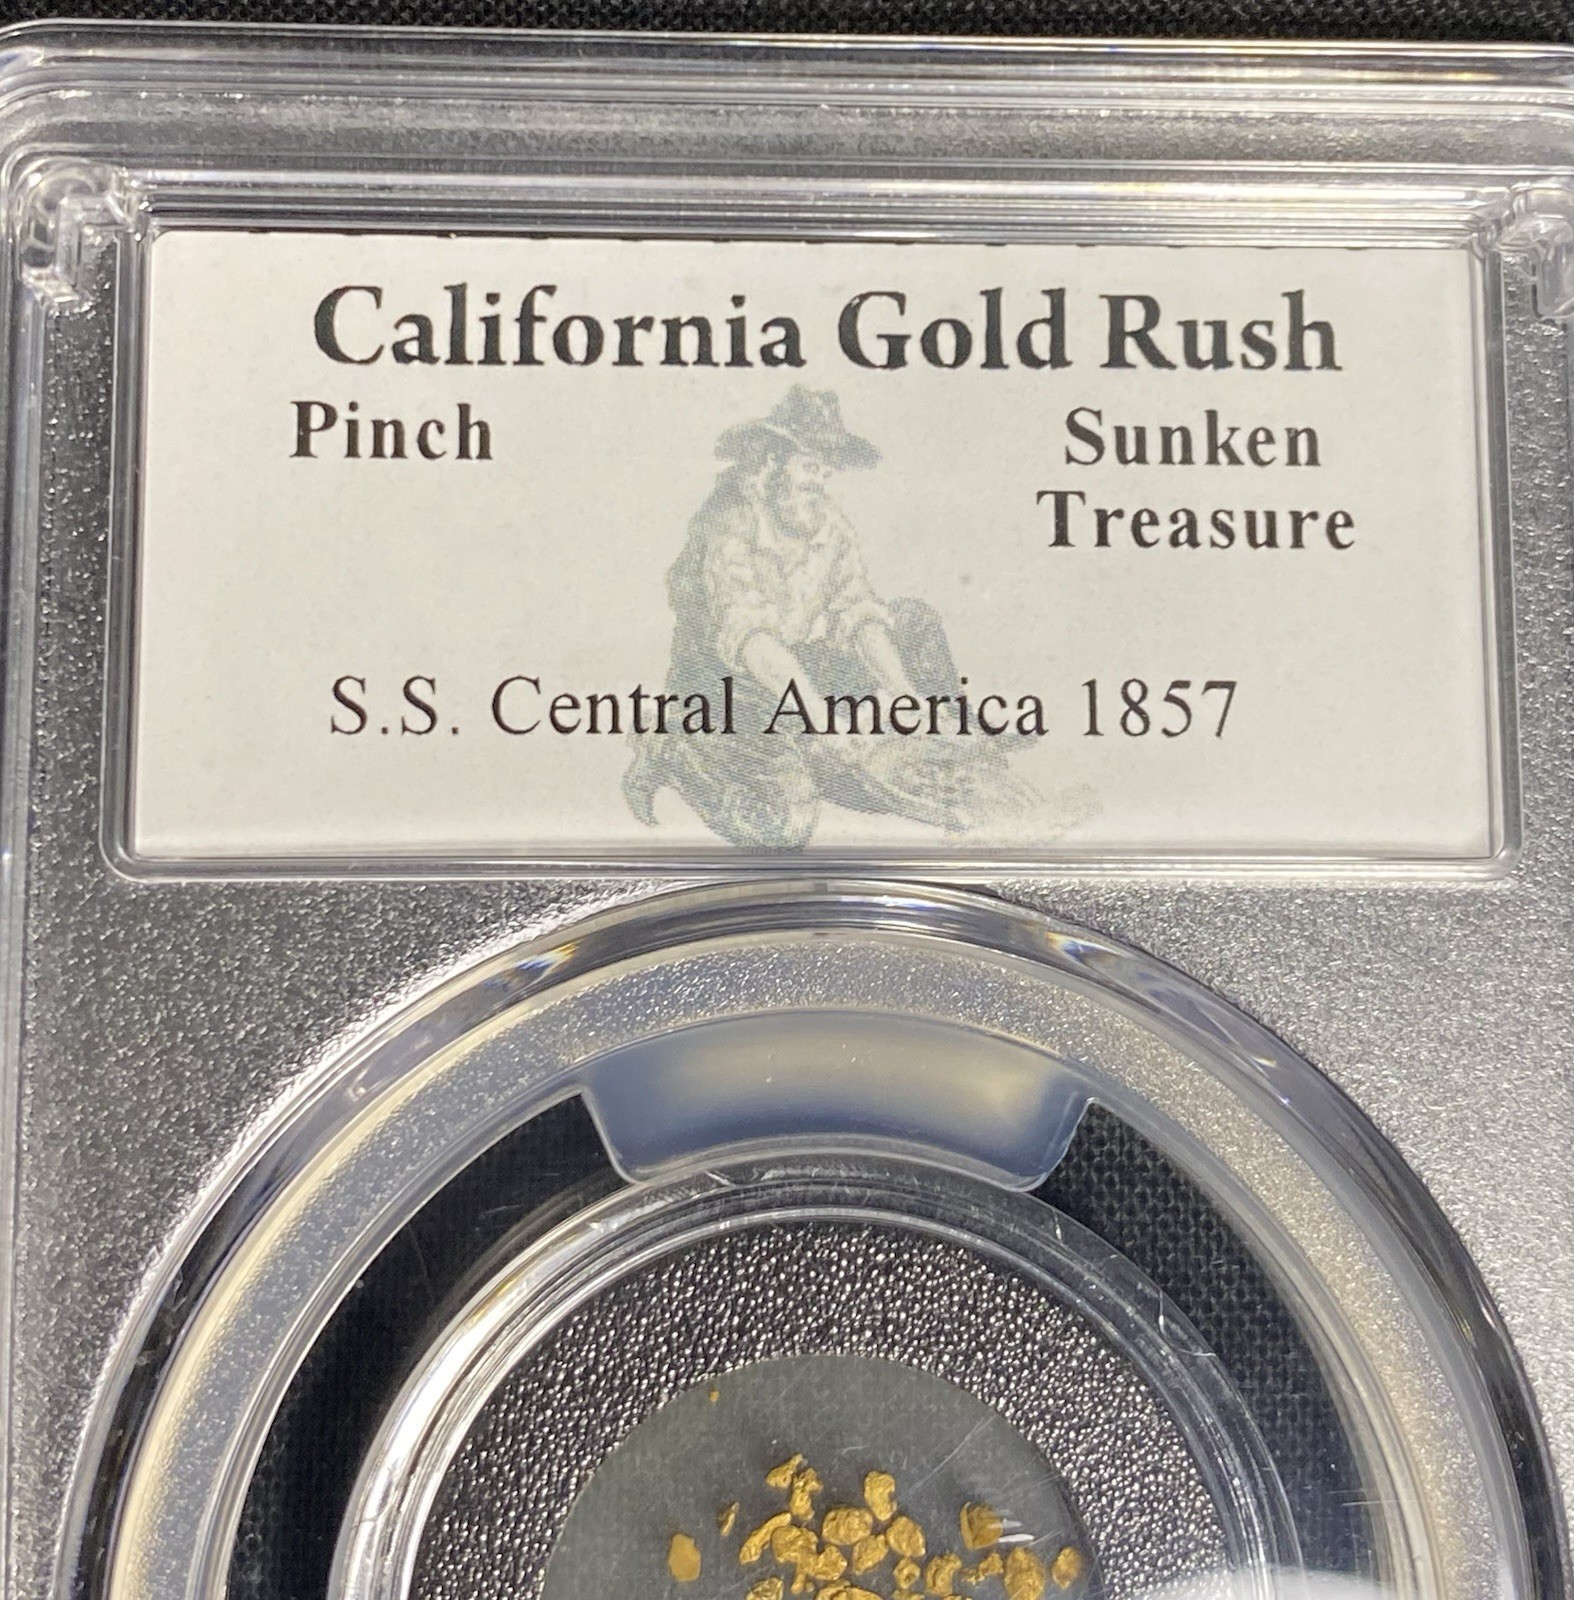 California Gold Rush
Pinch
Sunken
Treasure
S.S. Central America 1857